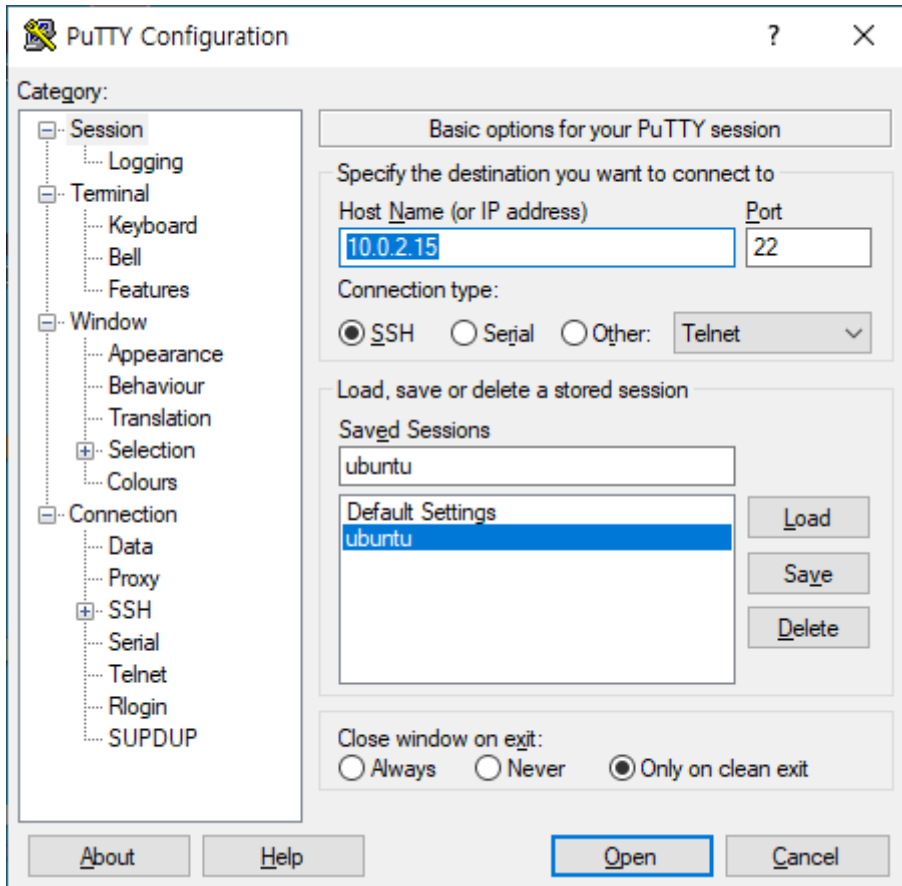 PuTTY Configuration
?
Category:
Session
Logging
Terminal
Keyboard
Bell
Features
Window
Appearance
Behaviour
Translation
Selection
Colours
Connection
Data
Proxy
SSH
Serial
Telnet
Rlogin
SUPDUP
Basic options for your PuTTY session
Specify the destination you want to connect to
Host Name (or IP address) Port
10.0.2.15 22
Connection type:
SSH Serial Other: Telnet
Load, save or delete a stored session
Saved Sessions
ubuntu
Default Settings
ubuntu
Load
Save
Delete
Close window on exit:
Always Never Only on clean exit
About Help Open Cancel